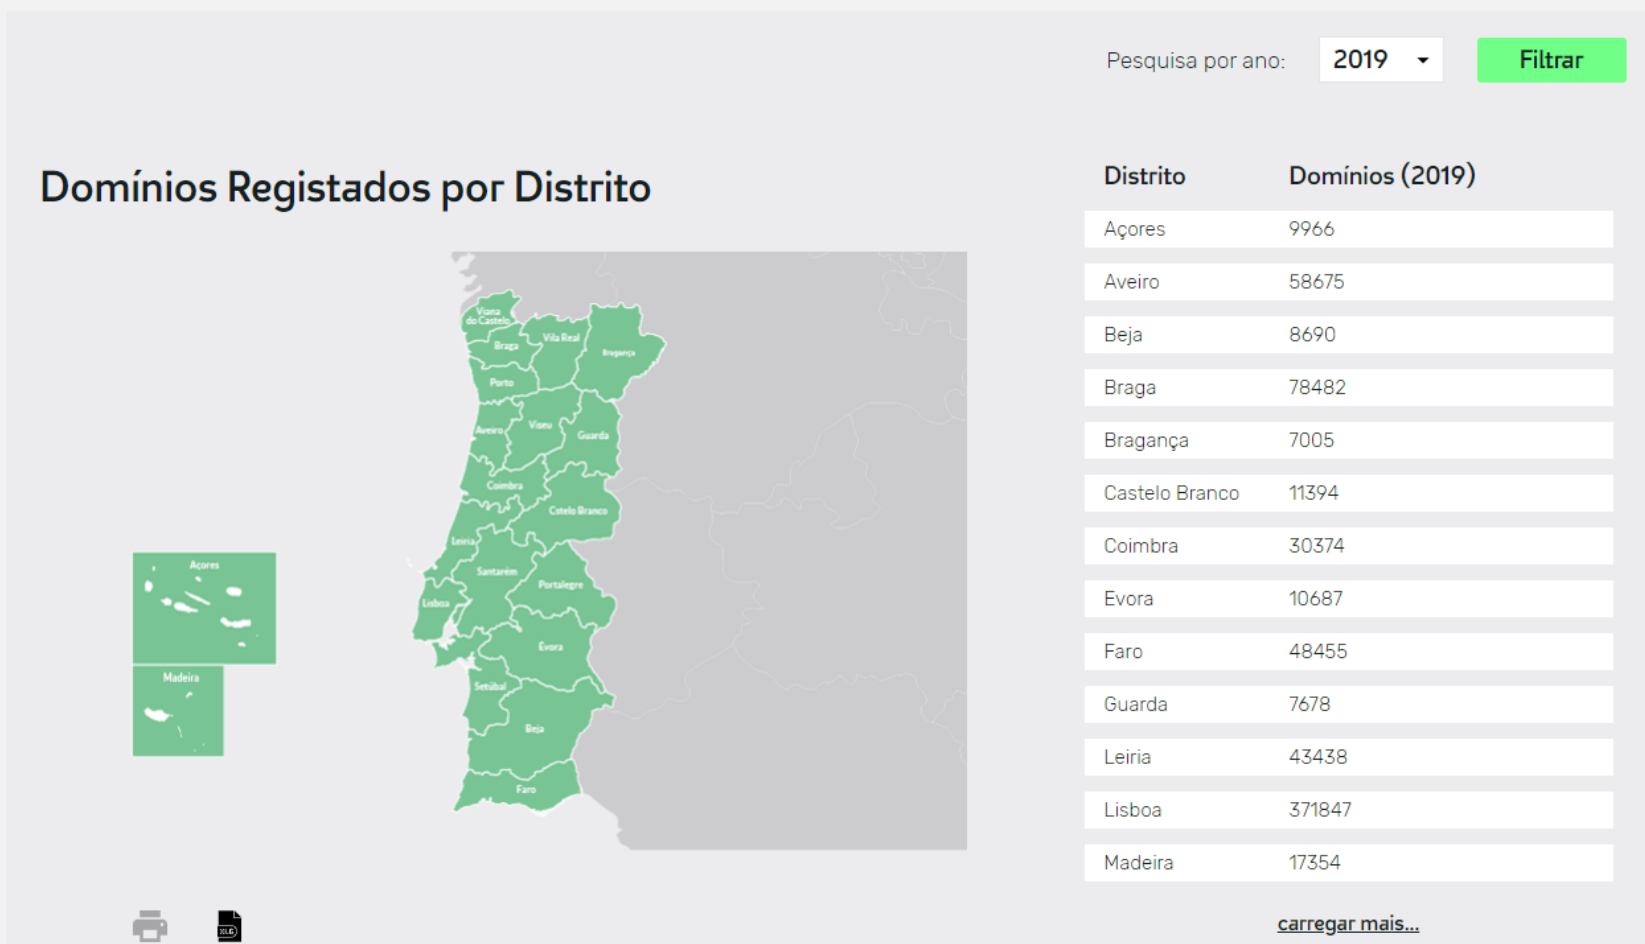 Pesquisa por ano: 2019 Filtrar
Domínios Registados por Distrito
Viana
do Castelo
Braga
Vila Real
Bragança
Porto
Aveiro
Viseu
Guarda
Coimbra
Cotelo Branco
Leiria
Santarém
Portalegre
Lisboa
Evora
Setúbal
Beja
Faro
Açores
Madeira
Distrito Domínios (2019)
Açores 9966
Aveiro 58675
Beja 8690
Braga 78482
Bragança 7005
Castelo Branco 11394
Coimbra 30374
Evora 10687
Faro 48455
Guarda 7678
Leiria 43438
Lisboa 371847
Madeira 17354
carregar mais...